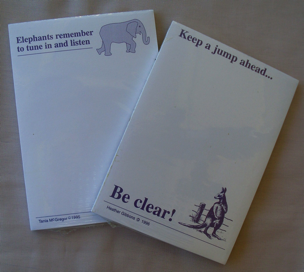 Elephants remember
to tune in and listen
Keep a jump ahead...
Be clear!